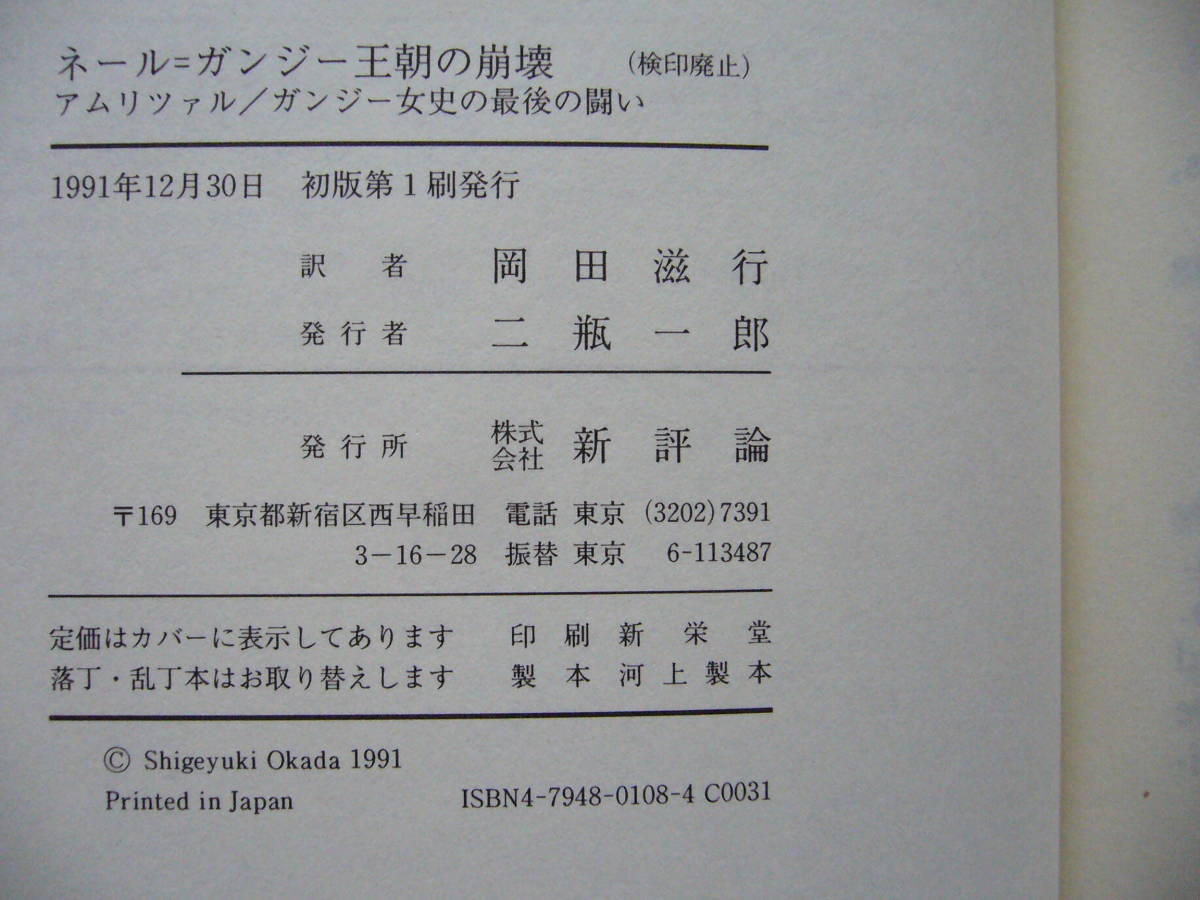 ネール=ガンジー王朝の崩壊 (検印廃止)
アムリツァル/ガンジー女史の最後の闘い
1991年12月30日 初版第1刷発行
訳者 岡田滋行
発行者 二瓶一郎
発行所 株式会社 新評論
〒169 東京都新宿区西早稲田 電話 東京 (3202)7391
3-16-28 振替 東京 6-113487
定価はカバーに表示してあります 印刷 新栄堂
落丁・乱丁本はお取り替えします 製本 河上製本
© Shigeyuki Okada 1991
Printed in Japan ISBN4-7948-0108-4 C0031